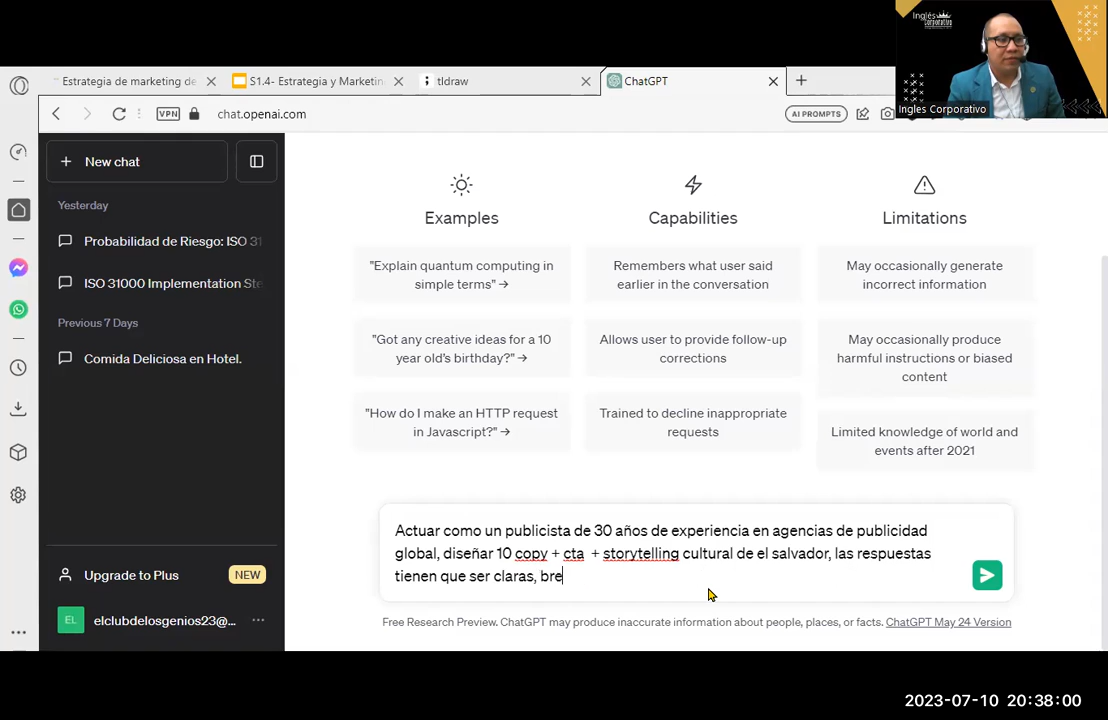 Inglés
Corporativo
Ingles Corporativo
Estrategia de marketing de
S1.4- Estrategia y Marketin
tldraw
ChatGPT
VPN
chat.openai.com
AI PROMPTS
New chat
Yesterday
Probabilidad de Riesgo: ISO 31
ISO 31000 Implementation Ste
Previous 7 Days
Comida Deliciosa en Hotel.
Upgrade to Plus
NEW
EL
elclubdelosgenios23@...
Examples
"Explain quantum computing in
simple terms" →
"Got any creative ideas for a 10
year old's birthday?" →
"How do I make an HTTP request
in Javascript?" →
Capabilities
Remembers what user said
earlier in the conversation
Allows user to provide follow-up
corrections
Trained to decline inappropriate
requests
Limitations
May occasionally generate
incorrect information
May occasionally produce
harmful instructions or biased
content
Limited knowledge of world and
events after 2021
Actuar como un publicista de 30 años de experiencia en agencias de publicidad
global, diseñar 10 copy + cta + storytelling cultural de el salvador, las respuestas
tienen que ser claras, bre
Free Research Preview. ChatGPT may produce inaccurate information about people, places, or facts. ChatGPT May 24 Version
2023-07-10 20:38:00